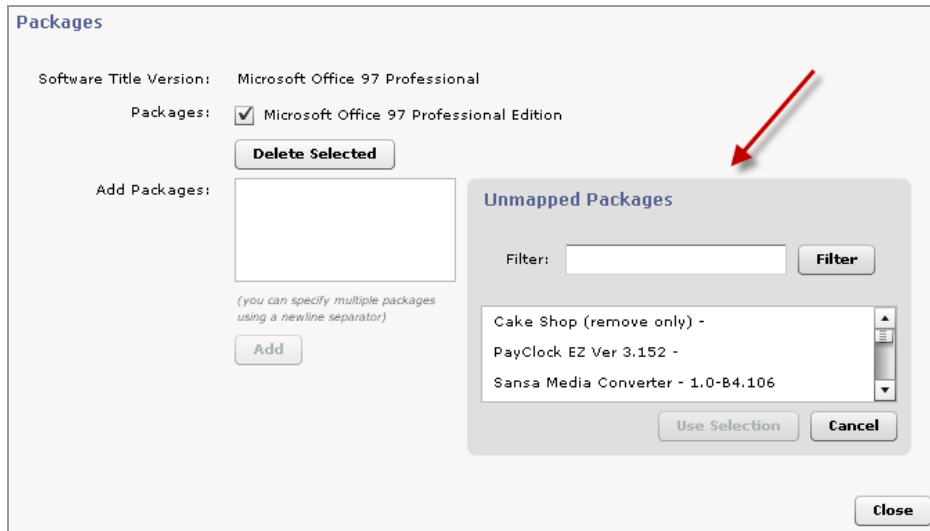 Packages
Software Title Version: Microsoft Office 97 Professional
Packages: Microsoft Office 97 Professional Edition
Delete Selected
Add Packages:
(you can specify multiple packages
using a newline separator)
Add
Unmapped Packages
Filter: Filter
Cake Shop (remove only) -
PayClock EZ Ver 3.152 -
Sansa Media Converter - 1.0-B4.106
Use Selection Cancel
Close